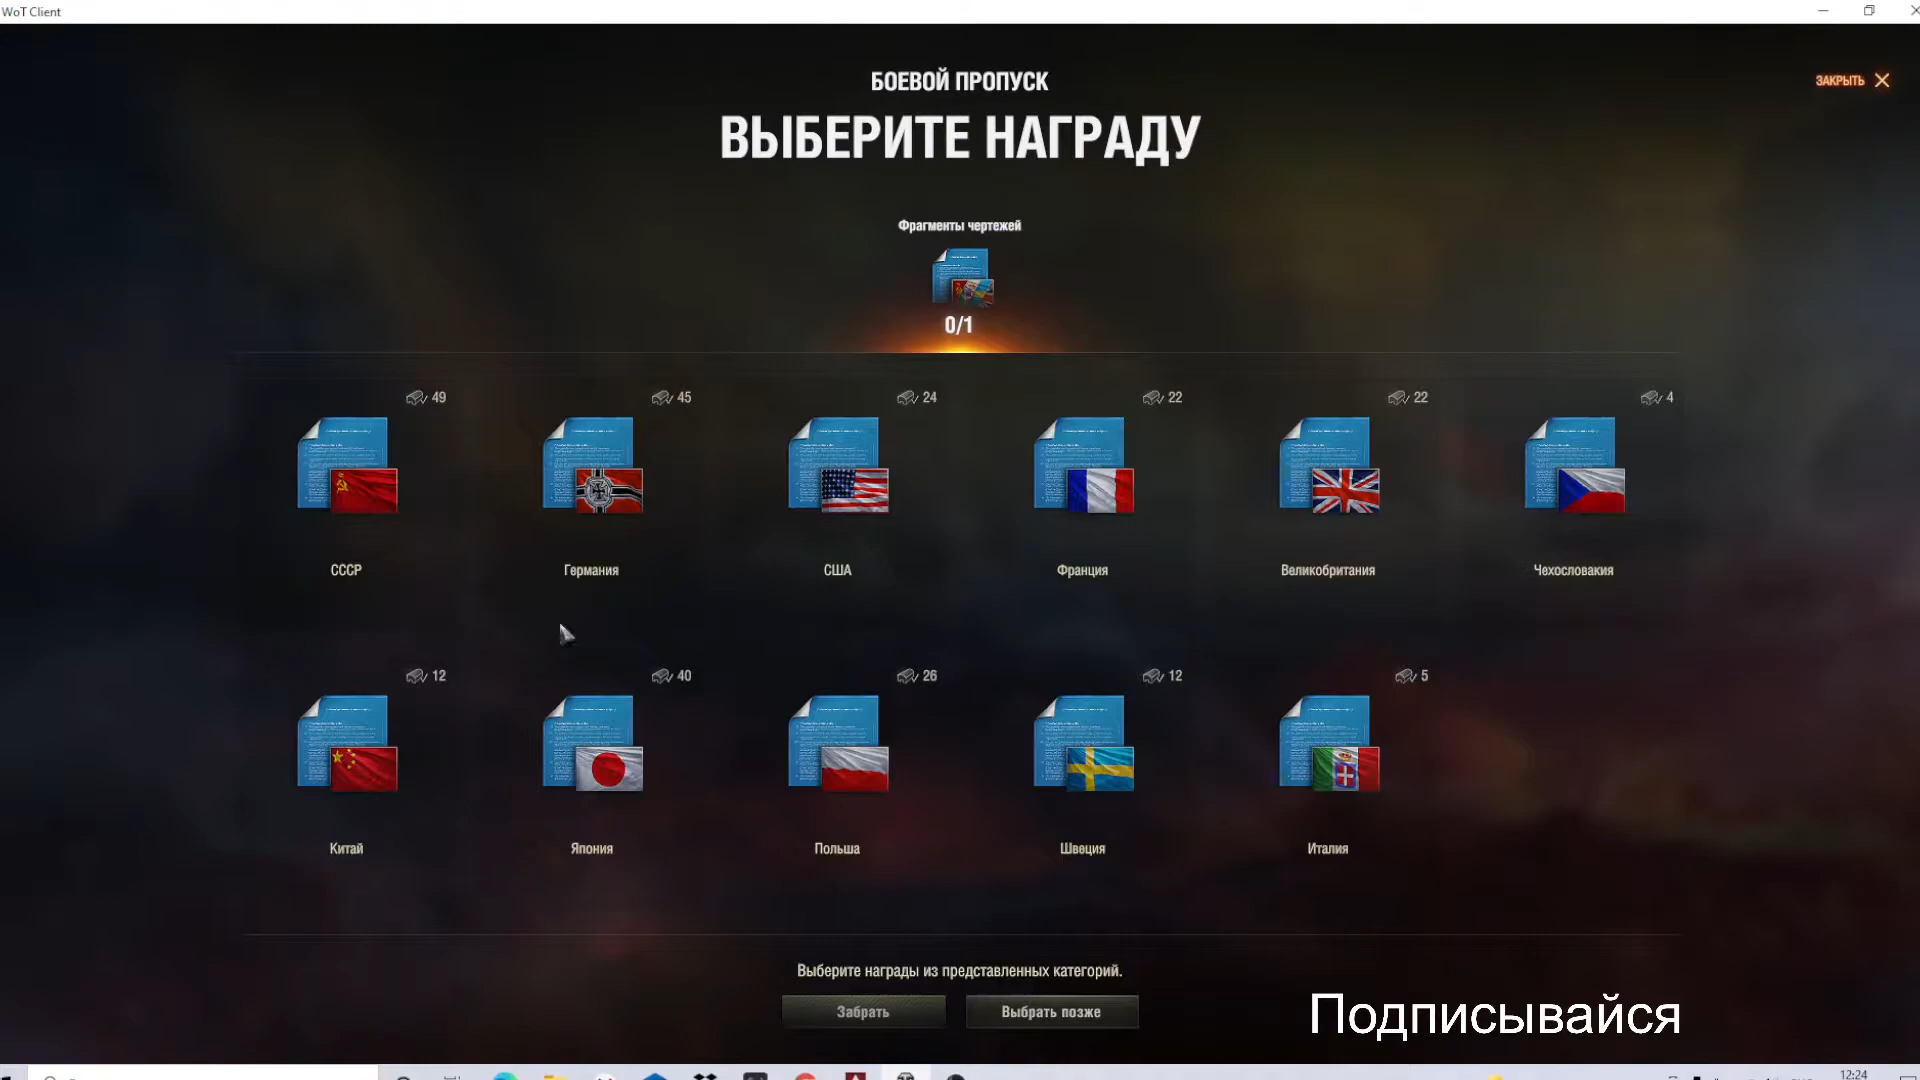 WoT Client
БОЕВОЙ ПРОПУСК
ЗАКРЫТЬ
ВЫБЕРИТЕ НАГРАДУ
Фрагменты чертежей
0/1
49
45
24
22
22
4
СССР
Германия
США
Франция
Великобритания
Чехословакия
12
40
26
12
5
Китай
Япония
Польша
Швеция
Италия
Выберите награды из представленных категорий.
Забрать
Выбрать позже
Подписывайся
12:24